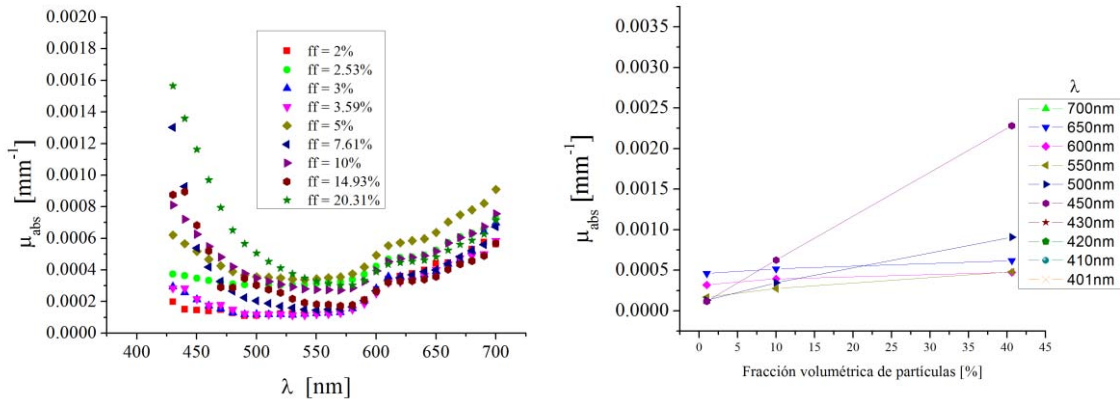 0.0020
0.0018
0.0016
0.0014
0.0012
0.0010
0.0008
0.0006
0.0004
0.0002
0.0000
μabs [mm⁻¹]
400 450 500 550 600 650 700
λ [nm]
ff = 2%
ff = 2.53%
ff = 3%
ff = 3.59%
ff = 5%
ff = 7.61%
ff = 10%
ff = 14.93%
ff = 20.31%
0.0035
0.0030
0.0025
0.0020
0.0015
0.0010
0.0005
0.0000
μabs [mm⁻¹]
0 5 10 15 20 25 30 35 40 45
Fracción volumétrica de partículas [%]
λ
700nm
650nm
600nm
550nm
500nm
450nm
430nm
420nm
410nm
401nm